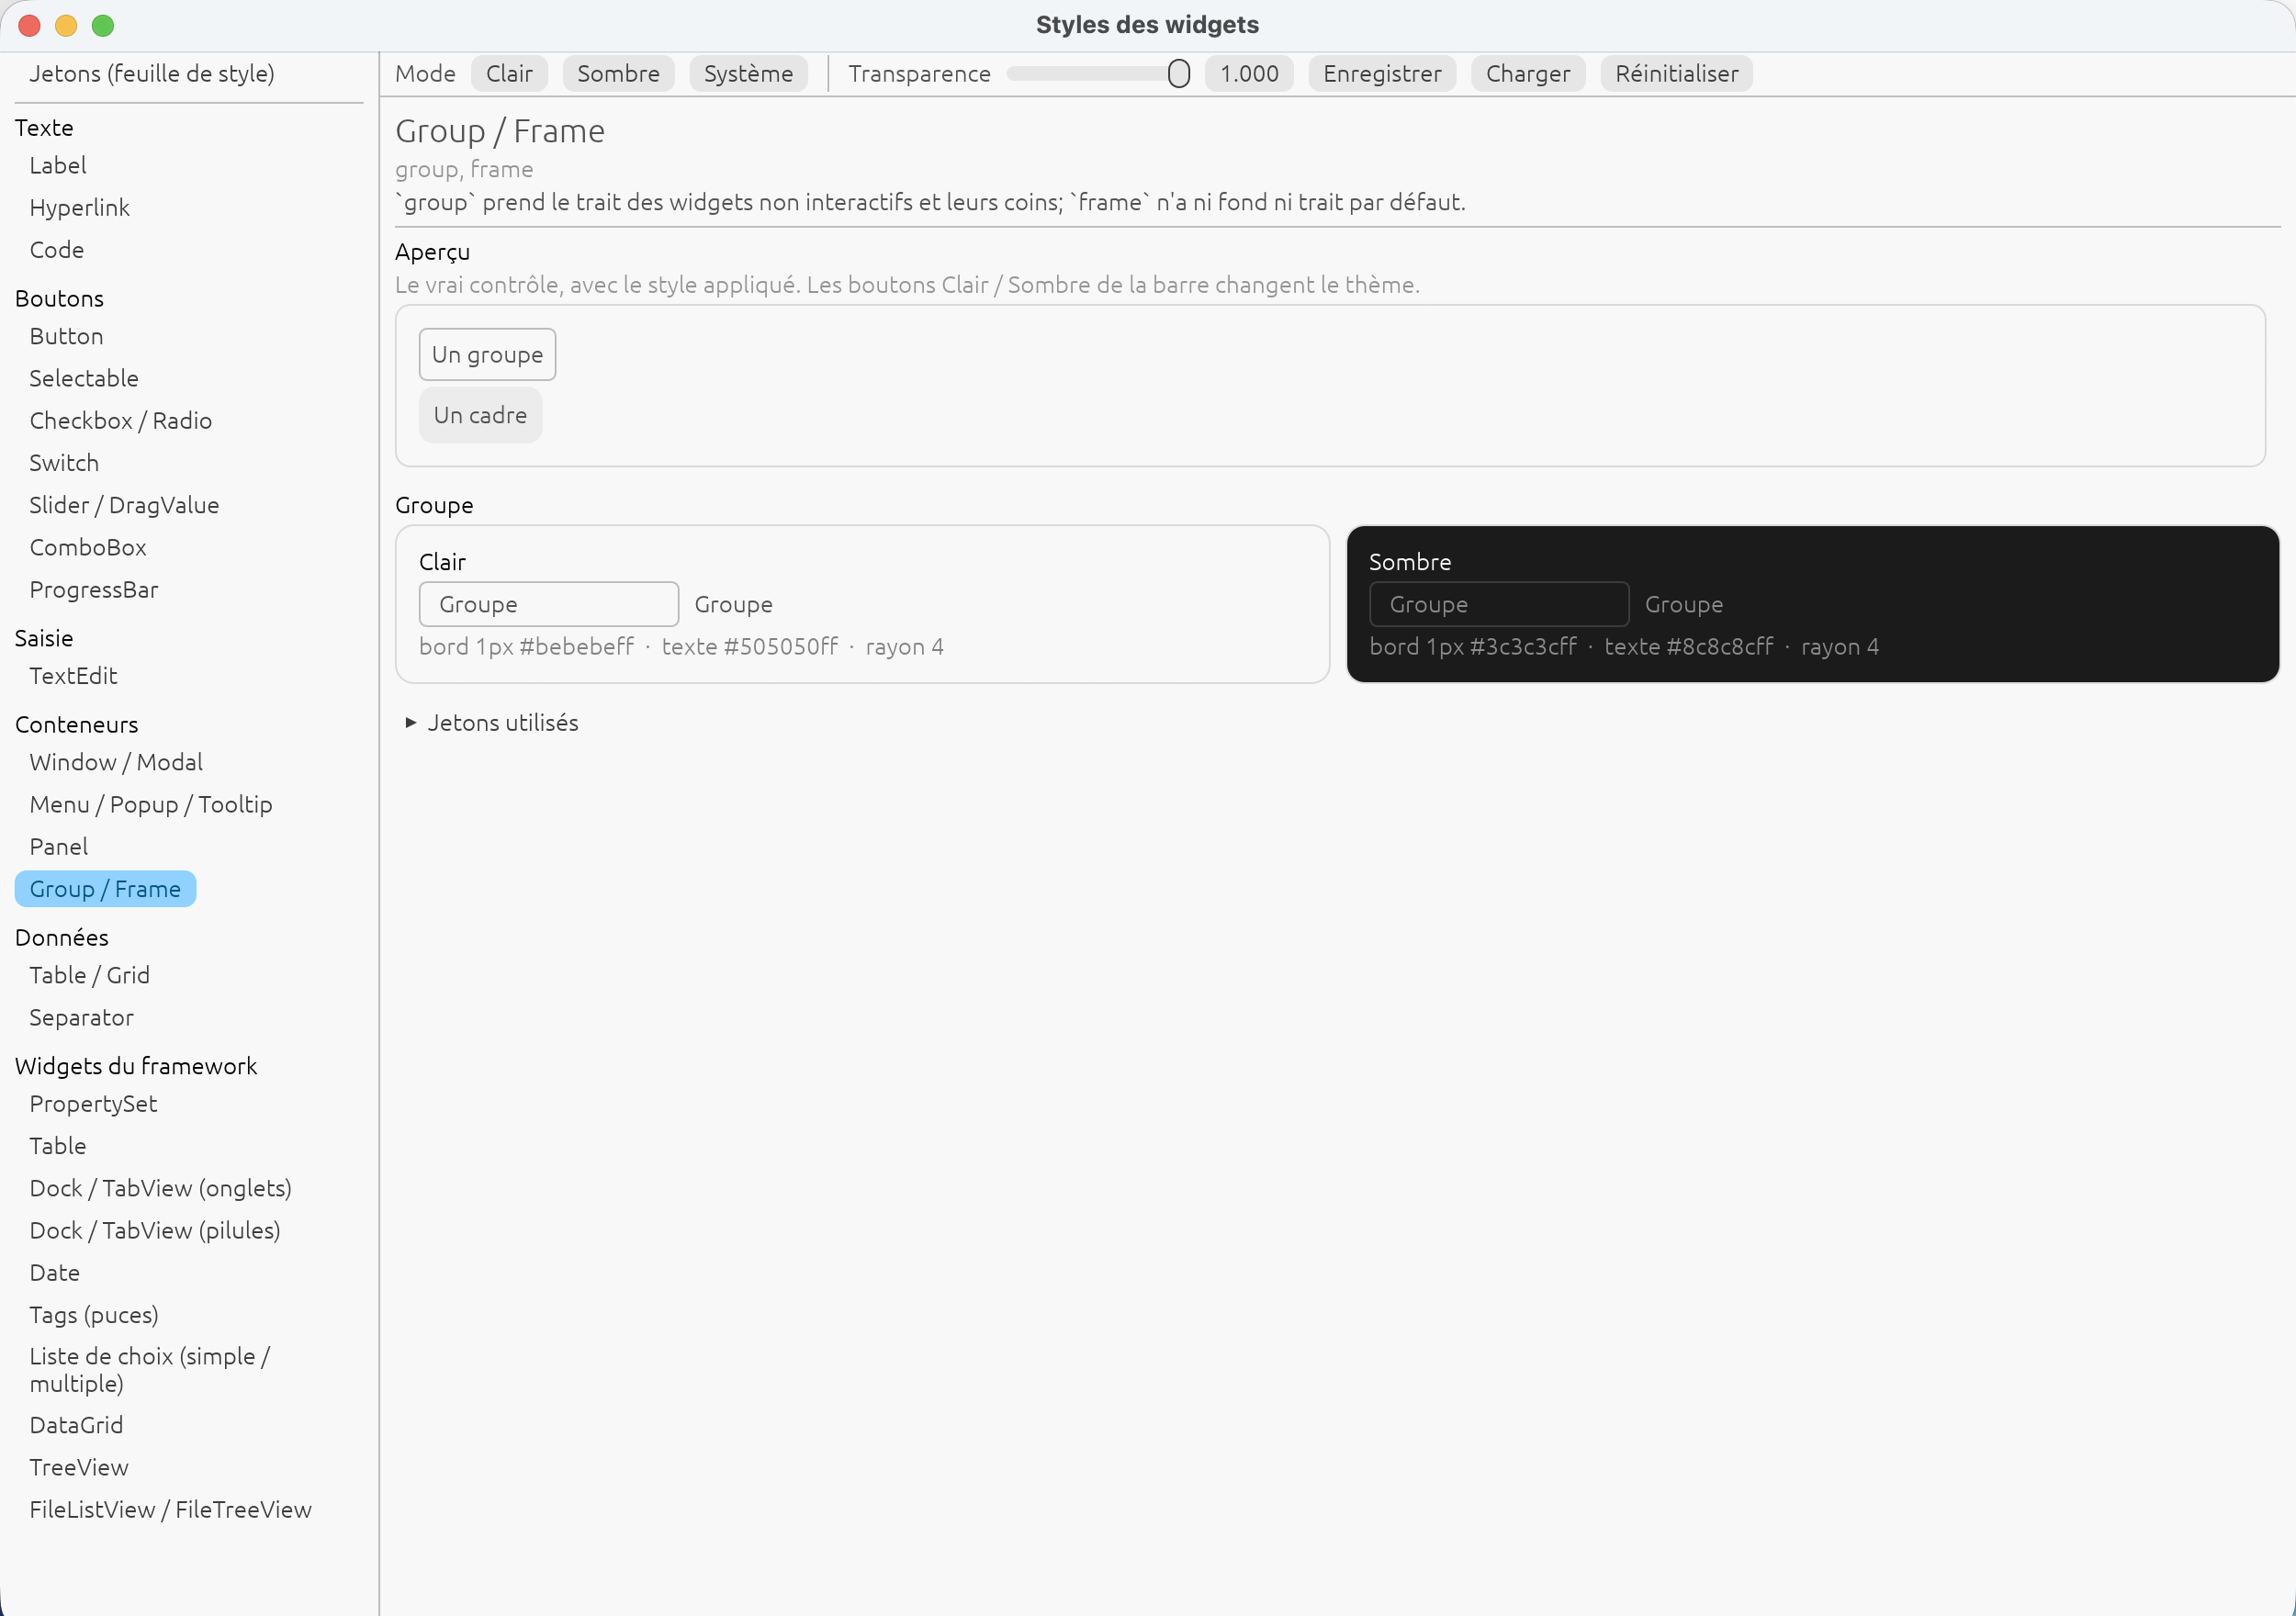 Styles des widgets
Jetons (feuille de style)
Texte
Label
Hyperlink
Code
Boutons
Button
Selectable
Checkbox / Radio
Switch
Slider / DragValue
ComboBox
ProgressBar
Saisie
TextEdit
Conteneurs
Window / Modal
Menu / Popup / Tooltip
Panel
Group / Frame
Données
Table / Grid
Separator
Widgets du framework
PropertySet
Table
Dock / TabView (onglets)
Dock / TabView (pilules)
Date
Tags (puces)
Liste de choix (simple /
multiple)
DataGrid
TreeView
FileListView / FileTreeView
Mode Clair Sombre Système Transparence 1.000 Enregistrer Charger Réinitialiser
Group / Frame
group, frame
`group` prend le trait des widgets non interactifs et leurs coins; `frame` n'a ni fond ni trait par défaut.
Aperçu
Le vrai contrôle, avec le style appliqué. Les boutons Clair / Sombre de la barre changent le thème.
Un groupe
Un cadre
Groupe
Clair
Groupe Groupe
bord 1px #bebebeff · texte #505050ff · rayon 4
Sombre
Groupe Groupe
bord 1px #3c3c3cff · texte #8c8c8cff · rayon 4
Jetons utilisés